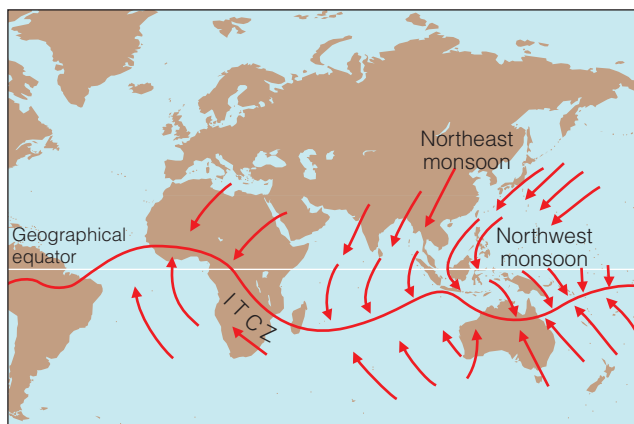 Northeast
monsoon
Northwest
monsoon
Geographical
equator
ITCZ